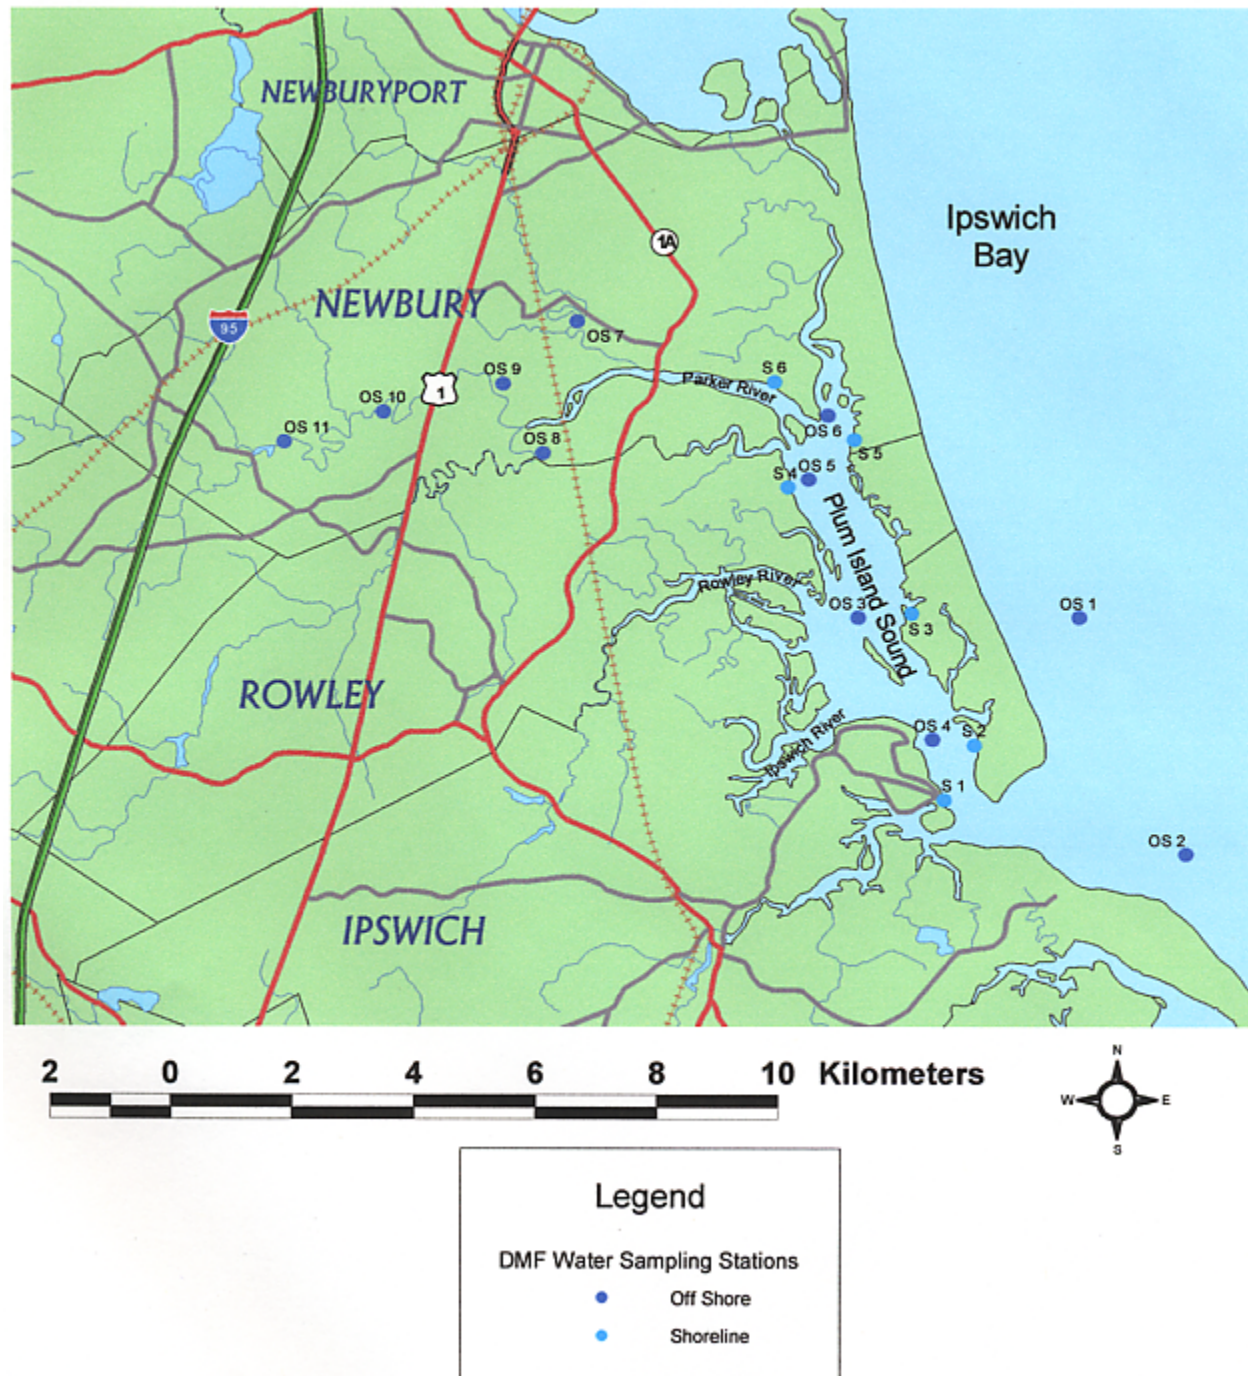 NEWBURYPORT
Ipswich
Bay
1A
NEWBURY
95
OS 7
1
OS 9
S 6
Parker River
OS 10
OS 11
OS 8
OS 6
S 5
S 4
OS 5
Plum Island Sound
Rowley River
OS 3
S 3
OS 1
ROWLEY
Ipswich River
OS 4
S 2
S 1
OS 2
IPSWICH
2 0 2 4 6 8 10 Kilometers
N
W E
S
Legend
DMF Water Sampling Stations
Off Shore
Shoreline